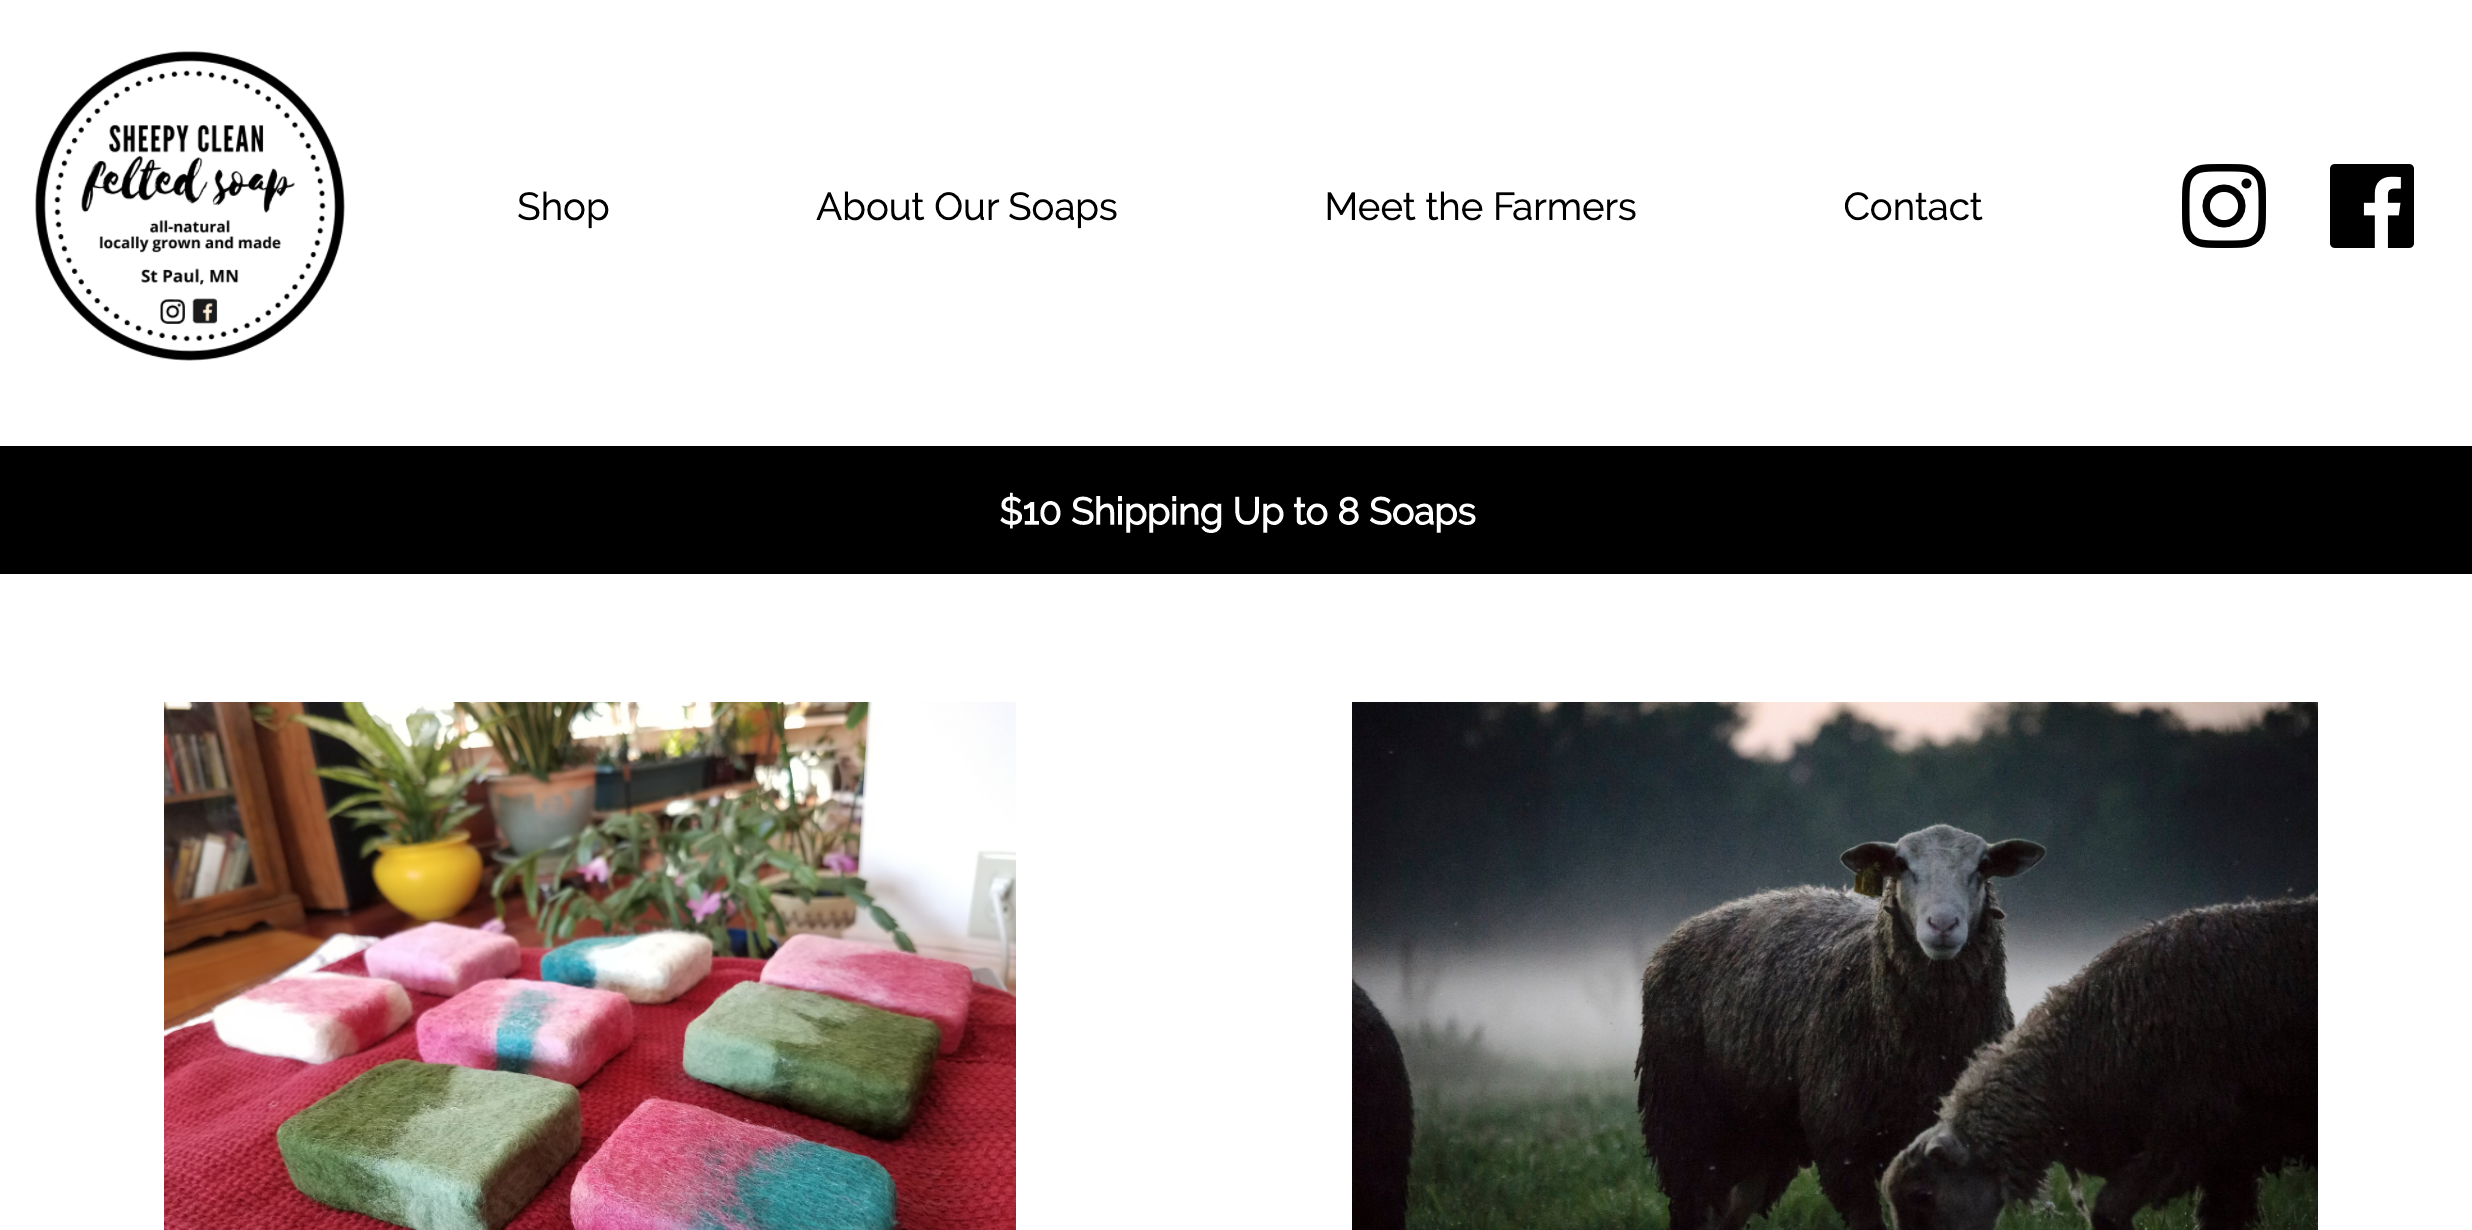 SHEEPY CLEAN
felted soap
all-natural
locally grown and made
St Paul, MN
Shop
About Our Soaps
Meet the Farmers
Contact
$10 Shipping Up to 8 Soaps